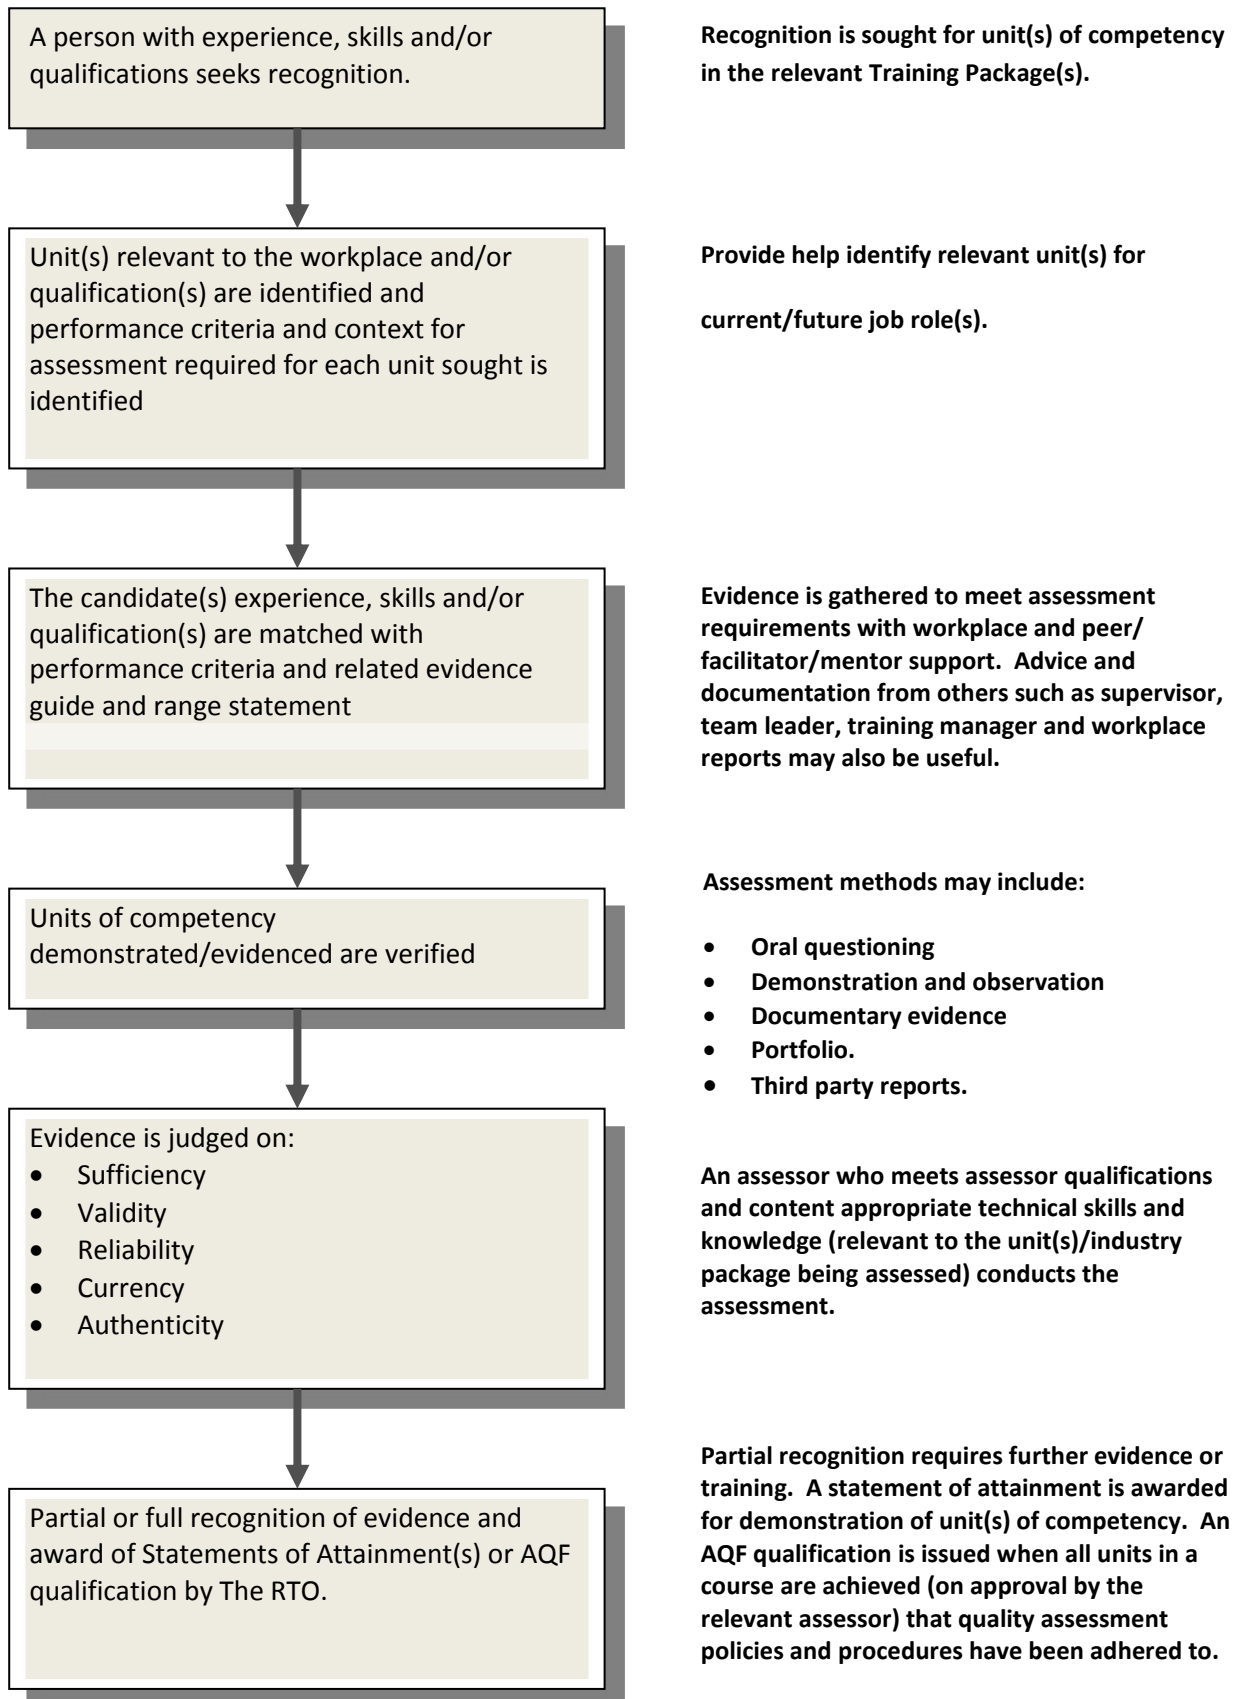 A person with experience, skills and/or
qualifications seeks recognition.
Recognition is sought for unit(s) of competency
in the relevant Training Package(s).
Unit(s) relevant to the workplace and/or
qualification(s) are identified and
performance criteria and context for
assessment required for each unit sought is
identified
Provide help identify relevant unit(s) for
current/future job role(s).
The candidate(s) experience, skills and/or
qualification(s) are matched with
performance criteria and related evidence
guide and range statement
Evidence is gathered to meet assessment
requirements with workplace and peer/
facilitator/mentor support.  Advice and
documentation from others such as supervisor,
team leader, training manager and workplace
reports may also be useful.
Units of competency
demonstrated/evidenced are verified
Assessment methods may include:
• Oral questioning
• Demonstration and observation
• Documentary evidence
• Portfolio.
• Third party reports.
Evidence is judged on:
• Sufficiency
• Validity
• Reliability
• Currency
• Authenticity
An assessor who meets assessor qualifications
and content appropriate technical skills and
knowledge (relevant to the unit(s)/industry
package being assessed) conducts the
assessment.
Partial or full recognition of evidence and
award of Statements of Attainment(s) or AQF
qualification by The RTO.
Partial recognition requires further evidence or
training.  A statement of attainment is awarded
for demonstration of unit(s) of competency.  An
AQF qualification is issued when all units in a
course are achieved (on approval by the
relevant assessor) that quality assessment
policies and procedures have been adhered to.